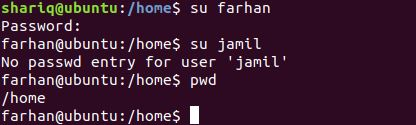 shariq@ubuntu:/home$ su farhan
Password:
farhan@ubuntu:/home$ su jamil
No passwd entry for user 'jamil'
farhan@ubuntu:/home$ pwd
/home
farhan@ubuntu:/home$